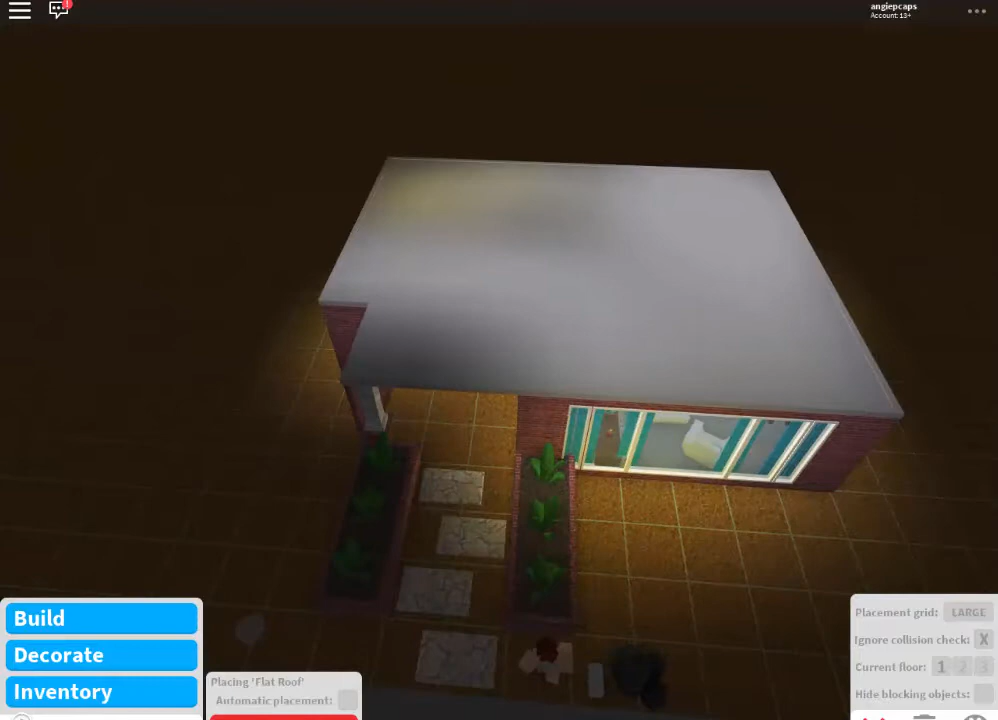 angiepcaps
Account: 13+
Build
Decorate
Inventory
Placing 'Flat Roof'
Automatic placement:
Placement grid: LARGE
Ignore collision check: X
Current floor: 1 2 3
Hide blocking objects: